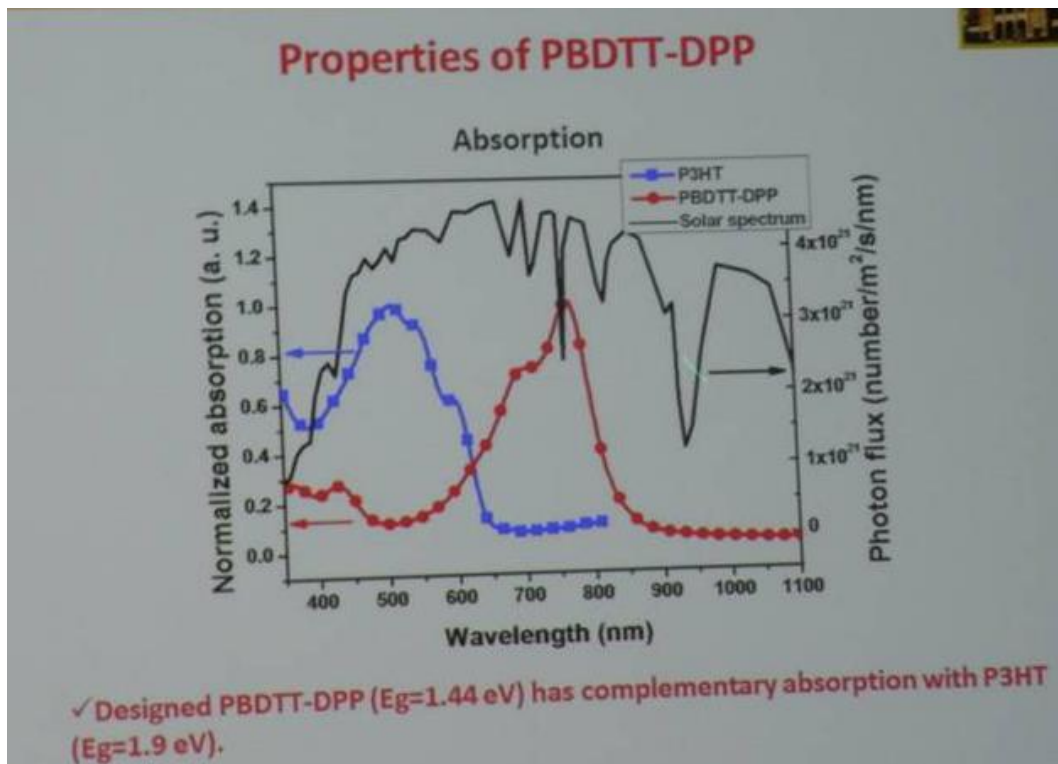 Properties of PBDTT-DPP
Absorption
P3HT
PBDTT-DPP
Solar spectrum
Normalized absorption (a. u.)
1.4
1.2
1.0
0.8
0.6
0.4
0.2
0.0
400
500
600
700
800
900
1000
1100
Wavelength (nm)
4x10²¹
3x10²¹
2x10²¹
1x10²¹
0
Photon flux (number/m²/s/nm)
✓Designed PBDTT-DPP (Eg=1.44 eV) has complementary absorption with P3HT
(Eg=1.9 eV).